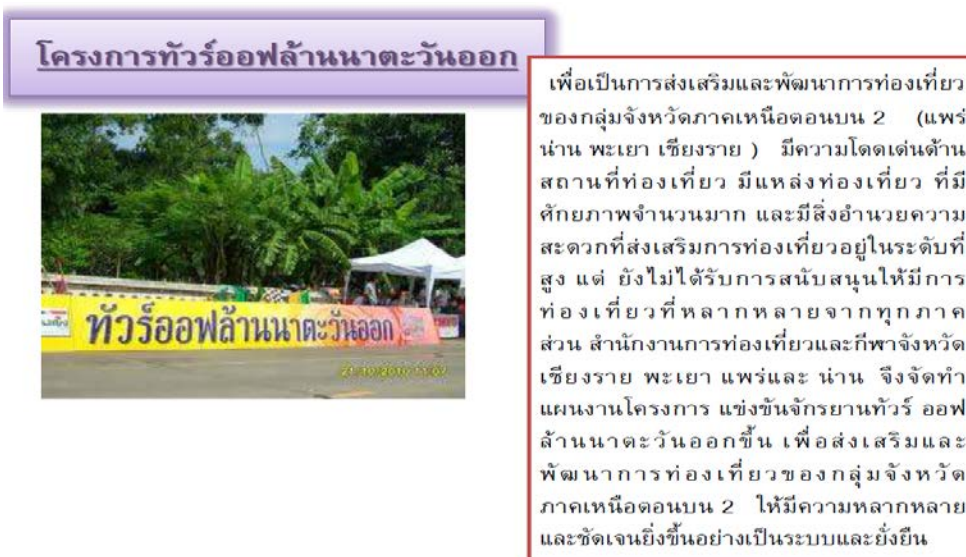 โครงการทัวร์ออฟล้านนาตะวันออก
ทัวร์ออฟล้านนาตะวันออก
21/10/2010 11:02
เพื่อเป็นการส่งเสริมและพัฒนาการท่องเที่ยว
ของกลุ่มจังหวัดภาคเหนือตอนบน 2 (แพร่
น่าน พะเยา เชียงราย ) มีความโดดเด่นด้าน
สถานที่ท่องเที่ยว มีแหล่งท่องเที่ยว ที่มี
ศักยภาพจำนวนมาก และมีสิ่งอำนวยความ
สะดวกที่ส่งเสริมการท่องเที่ยวอยู่ในระดับที่
สูง แต่ ยังไม่ได้รับการสนับสนุนให้มีการ
ท่องเที่ยวที่หลากหลายจากทุกภาค
ส่วน สำนักงานการท่องเที่ยวและกีฬาจังหวัด
เชียงราย พะเยา แพร่และ น่าน จึงจัดทำ
แผนงานโครงการ แข่งขันจักรยานทัวร์ ออฟ
ล้านนาตะวันออกขึ้น เพื่อส่งเสริมและ
พัฒนาการท่องเที่ยวของกลุ่มจังหวัด
ภาคเหนือตอนบน 2 ให้มีความหลากหลาย
และชัดเจนยิ่งขึ้นอย่างเป็นระบบและยั่งยืน